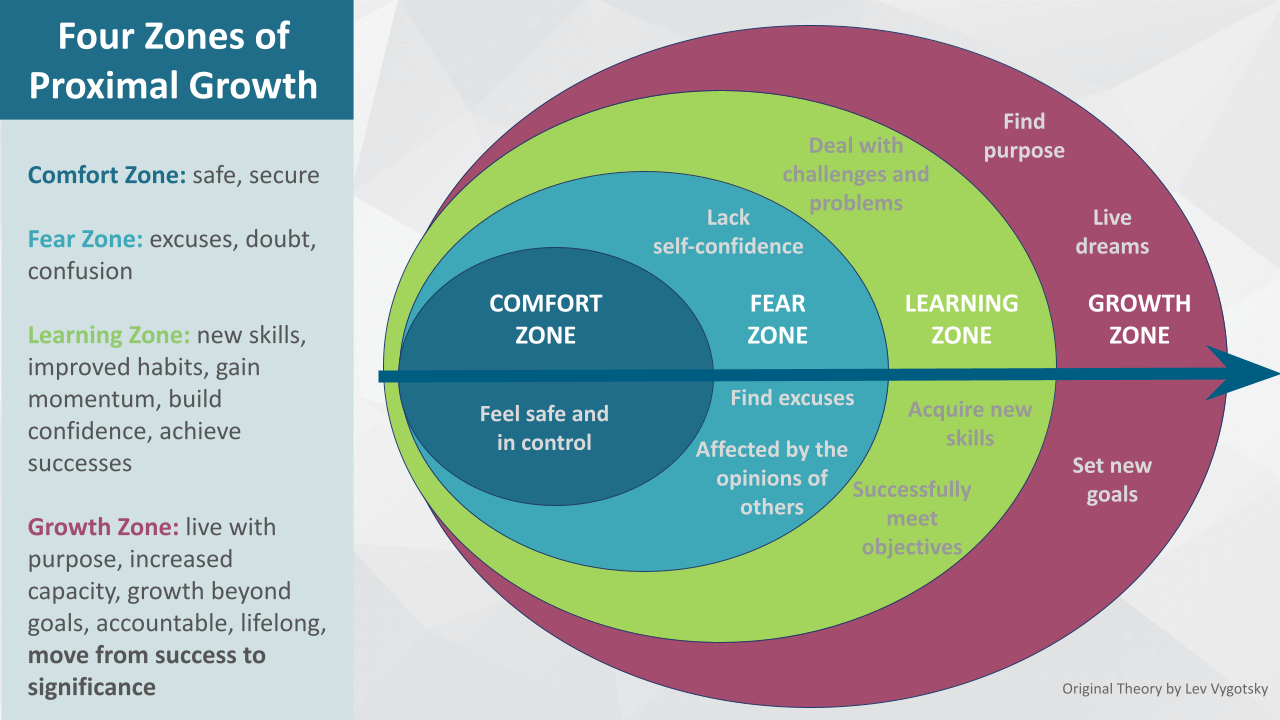 Four Zones of
Proximal Growth
Comfort Zone: safe, secure
Fear Zone: excuses, doubt,
confusion
Learning Zone: new skills,
improved habits, gain
momentum, build
confidence, achieve
successes
Growth Zone: live with
purpose, increased
capacity, growth beyond
goals, accountable, lifelong,
move from success to
significance
COMFORT
ZONE
Feel safe and
in control
Lack
self-confidence
FEAR
ZONE
Find excuses
Affected by the
opinions of
others
Deal with
challenges and
problems
LEARNING
ZONE
Acquire new
skills
Successfully
meet
objectives
Find
purpose
Live
dreams
GROWTH
ZONE
Set new
goals
Original Theory by Lev Vygotsky